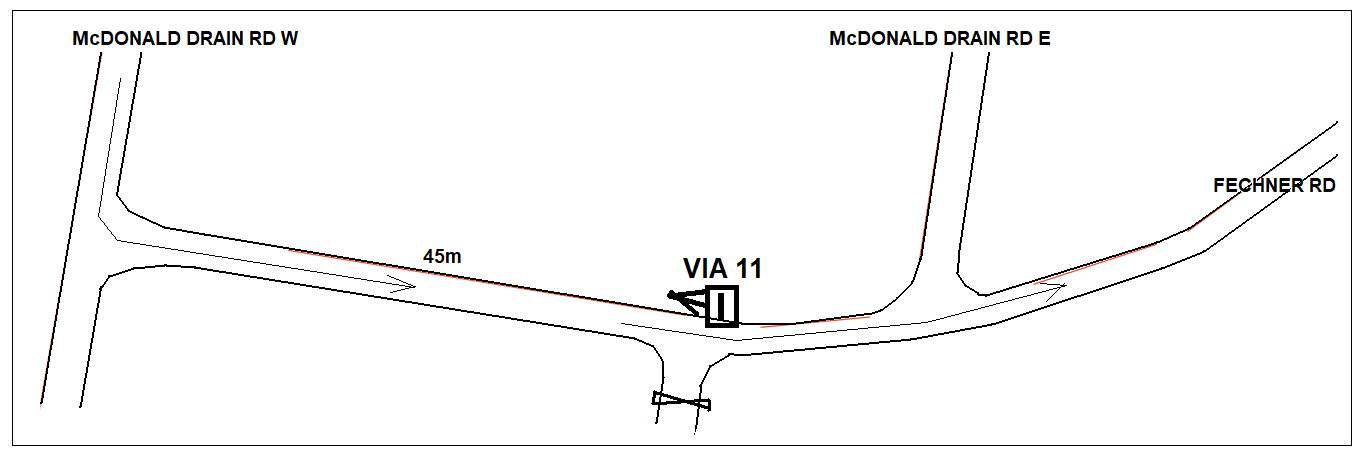 McDONALD DRAIN RD W
McDONALD DRAIN RD E
FECHNER RD
45m
VIA 11